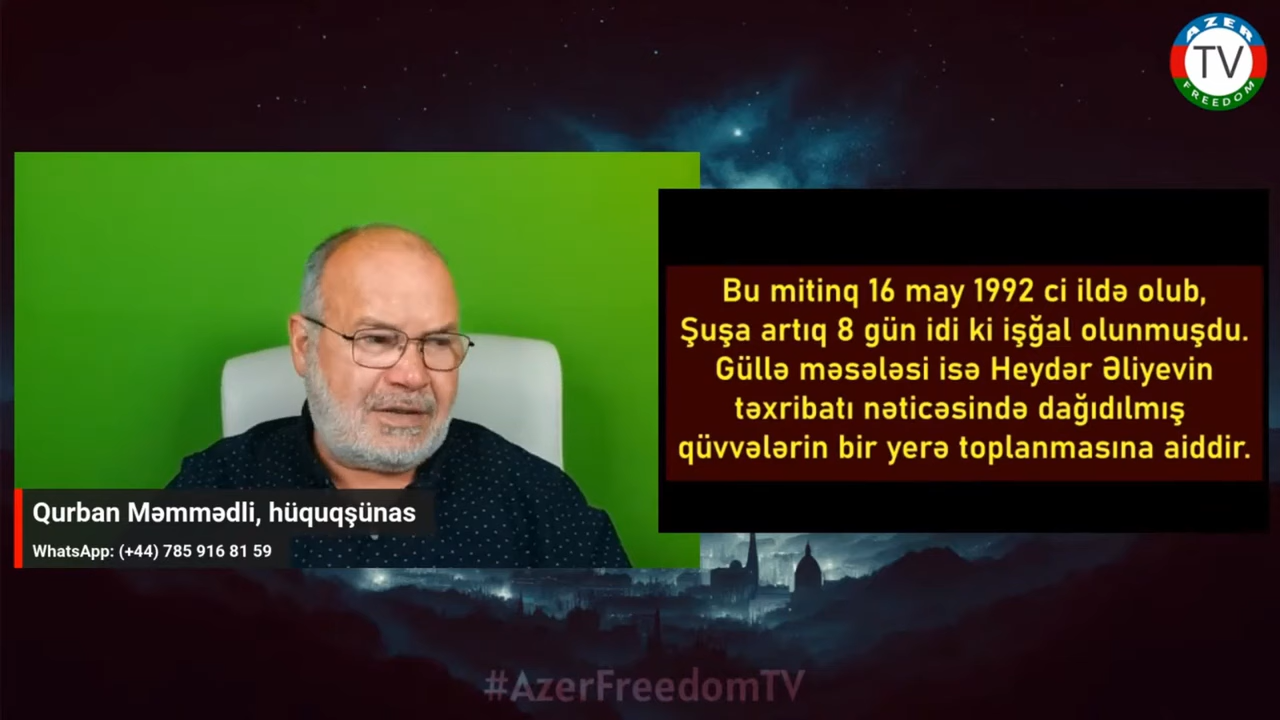 AZER
TV
FREEDOM
Bu mitinq 16 may 1992 ci ildə olub,
Şuşa artıq 8 gün idi ki işğal olunmuşdu.
Güllə məsələsi isə Heydər Əliyevin
təxribatı nəticəsində dağıdılmış
qüvvələrin bir yerə toplanmasına aiddir.
Qurban Məmmədli, hüquqşünas
WhatsApp: (+44) 785 916 81 59
#AzerFreedomTV